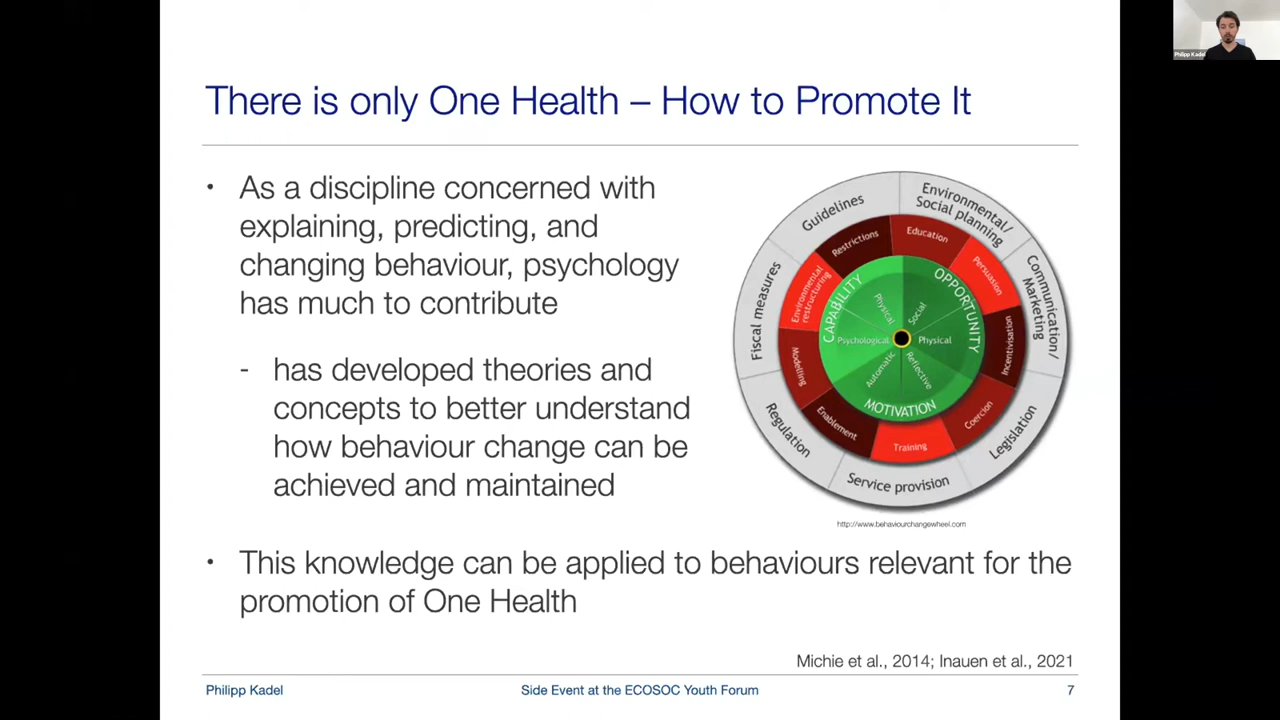 Philipp Kadel
There is only One Health – How to Promote It
• As a discipline concerned with
explaining, predicting, and
changing behaviour, psychology
has much to contribute
- has developed theories and
concepts to better understand
how behaviour change can be
achieved and maintained
Guidelines
Environmental/
Social planning
Communication/
Marketing
Legislation
Service provision
Regulation
Fiscal measures
Restrictions
Education
Persuasion
Incentivisation
Coercion
Training
Enablement
Modelling
Environmental
restructuring
CAPABILITY
OPPORTUNITY
MOTIVATION
Physical
Social
Psychological
Physical
Automatic
Reflective
http://www.behaviourchangewheel.com
• This knowledge can be applied to behaviours relevant for the
promotion of One Health
Michie et al., 2014; Inauen et al., 2021
Philipp Kadel
Side Event at the ECOSOC Youth Forum
7